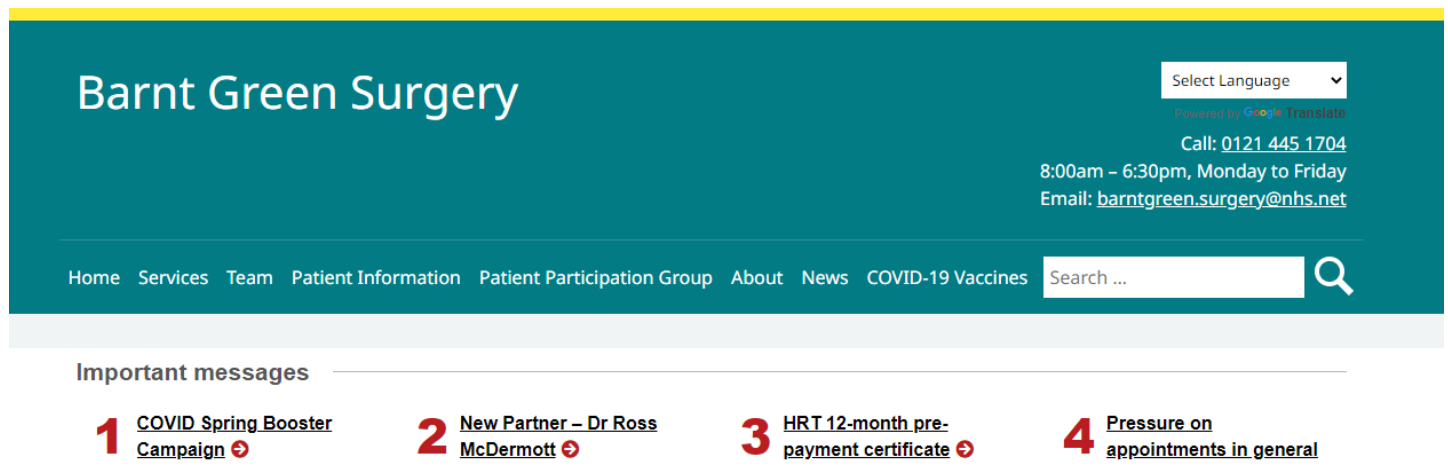 Barnt Green Surgery
Select Language
Powered by Google Translate
Call: 0121 445 1704
8:00am – 6:30pm, Monday to Friday
Email: barntgreen.surgery@nhs.net
Home Services Team Patient Information Patient Participation Group About News COVID-19 Vaccines Search ...
Important messages
1 COVID Spring Booster
Campaign
2 New Partner – Dr Ross
McDermott
3 HRT 12-month pre-
payment certificate
4 Pressure on
appointments in general